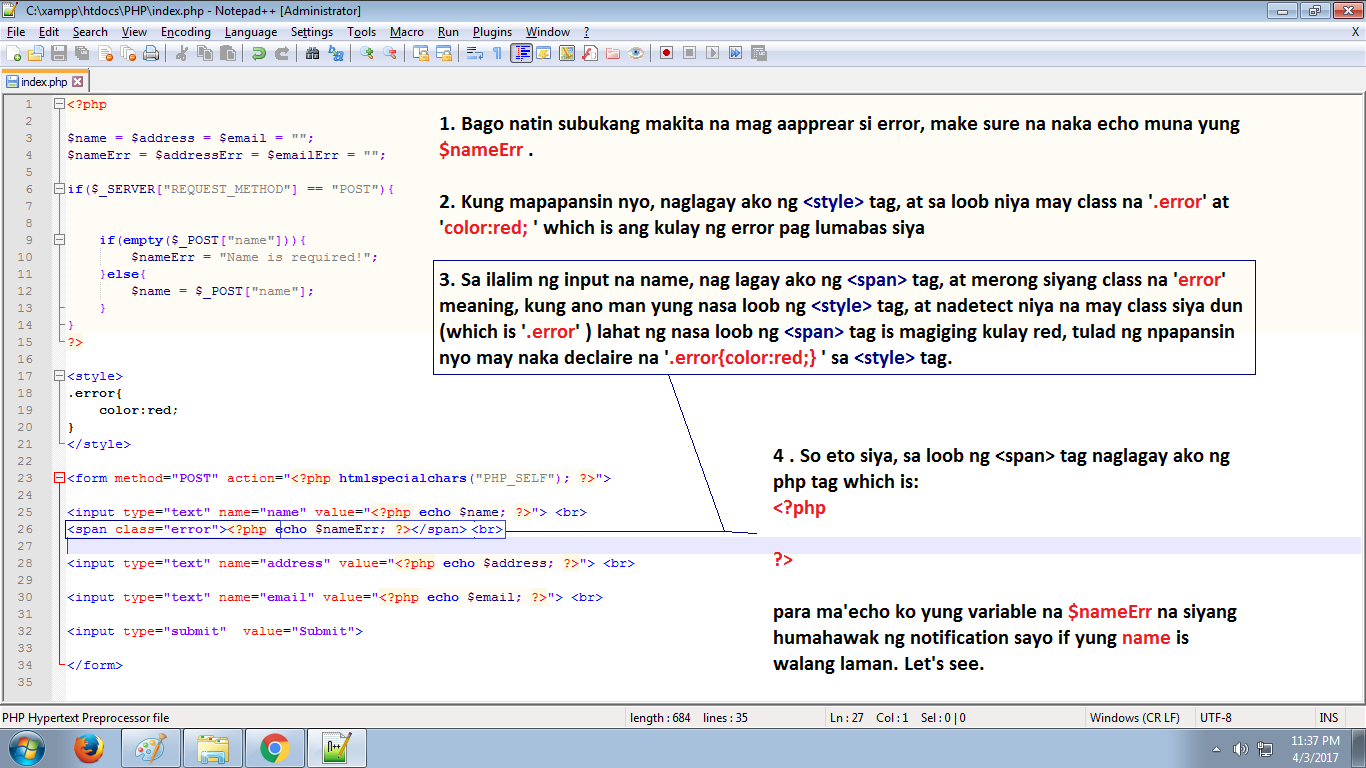 C:\xampp\htdocs\PHP\index.php - Notepad++ [Administrator]
File Edit Search View Encoding Language Settings Tools Macro Run Plugins Window ? X
index.php
1 <?php
2
3 $name = $address = $email = "";
4 $nameErr = $addressErr = $emailErr = "";
5
6 if($_SERVER["REQUEST_METHOD"] == "POST"){
7
8
9 if(empty($_POST["name"])){
10 $nameErr = "Name is required!";
11 }else{
12 $name = $_POST["name"];
13 }
14 }
15 ?>
16
17 <style>
18 .error{
19 color:red;
20 }
21 </style>
22
23 <form method="POST" action="<?php htmlspecialchars("PHP_SELF"); ?>">
24
25 <input type="text" name="name" value="<?php echo $name; ?>"> <br>
26 <span class="error"><?php echo $nameErr; ?></span> <br>
27
28 <input type="text" name="address" value="<?php echo $address; ?>"> <br>
29
30 <input type="text" name="email" value="<?php echo $email; ?>"> <br>
31
32 <input type="submit"  value="Submit">
33
34 </form>
35
1. Bago natin subukang makita na mag aapprear si error, make sure na naka echo muna yung
$nameErr .
2. Kung mapapansin nyo, naglagay ako ng <style> tag, at sa loob niya may class na '.error' at
'color:red; ' which is ang kulay ng error pag lumabas siya
3. Sa ilalim ng input na name, nag lagay ako ng <span> tag, at merong siyang class na 'error'
meaning, kung ano man yung nasa loob ng <style> tag, at nadetect niya na may class siya dun
(which is '.error' ) lahat ng nasa loob ng <span> tag is magiging kulay red, tulad ng npapansin
nyo may naka declaire na '.error{color:red;} ' sa <style> tag.
4 . So eto siya, sa loob ng <span> tag naglagay ako ng
php tag which is:
<?php
?>
para ma'echo ko yung variable na $nameErr na siyang
humahawak ng notification sayo if yung name is
walang laman. Let's see.
PHP Hypertext Preprocessor file length : 684 lines : 35 Ln : 27 Col : 1 Sel : 0 | 0 Windows (CR LF) UTF-8 INS
11:37 PM
4/3/2017